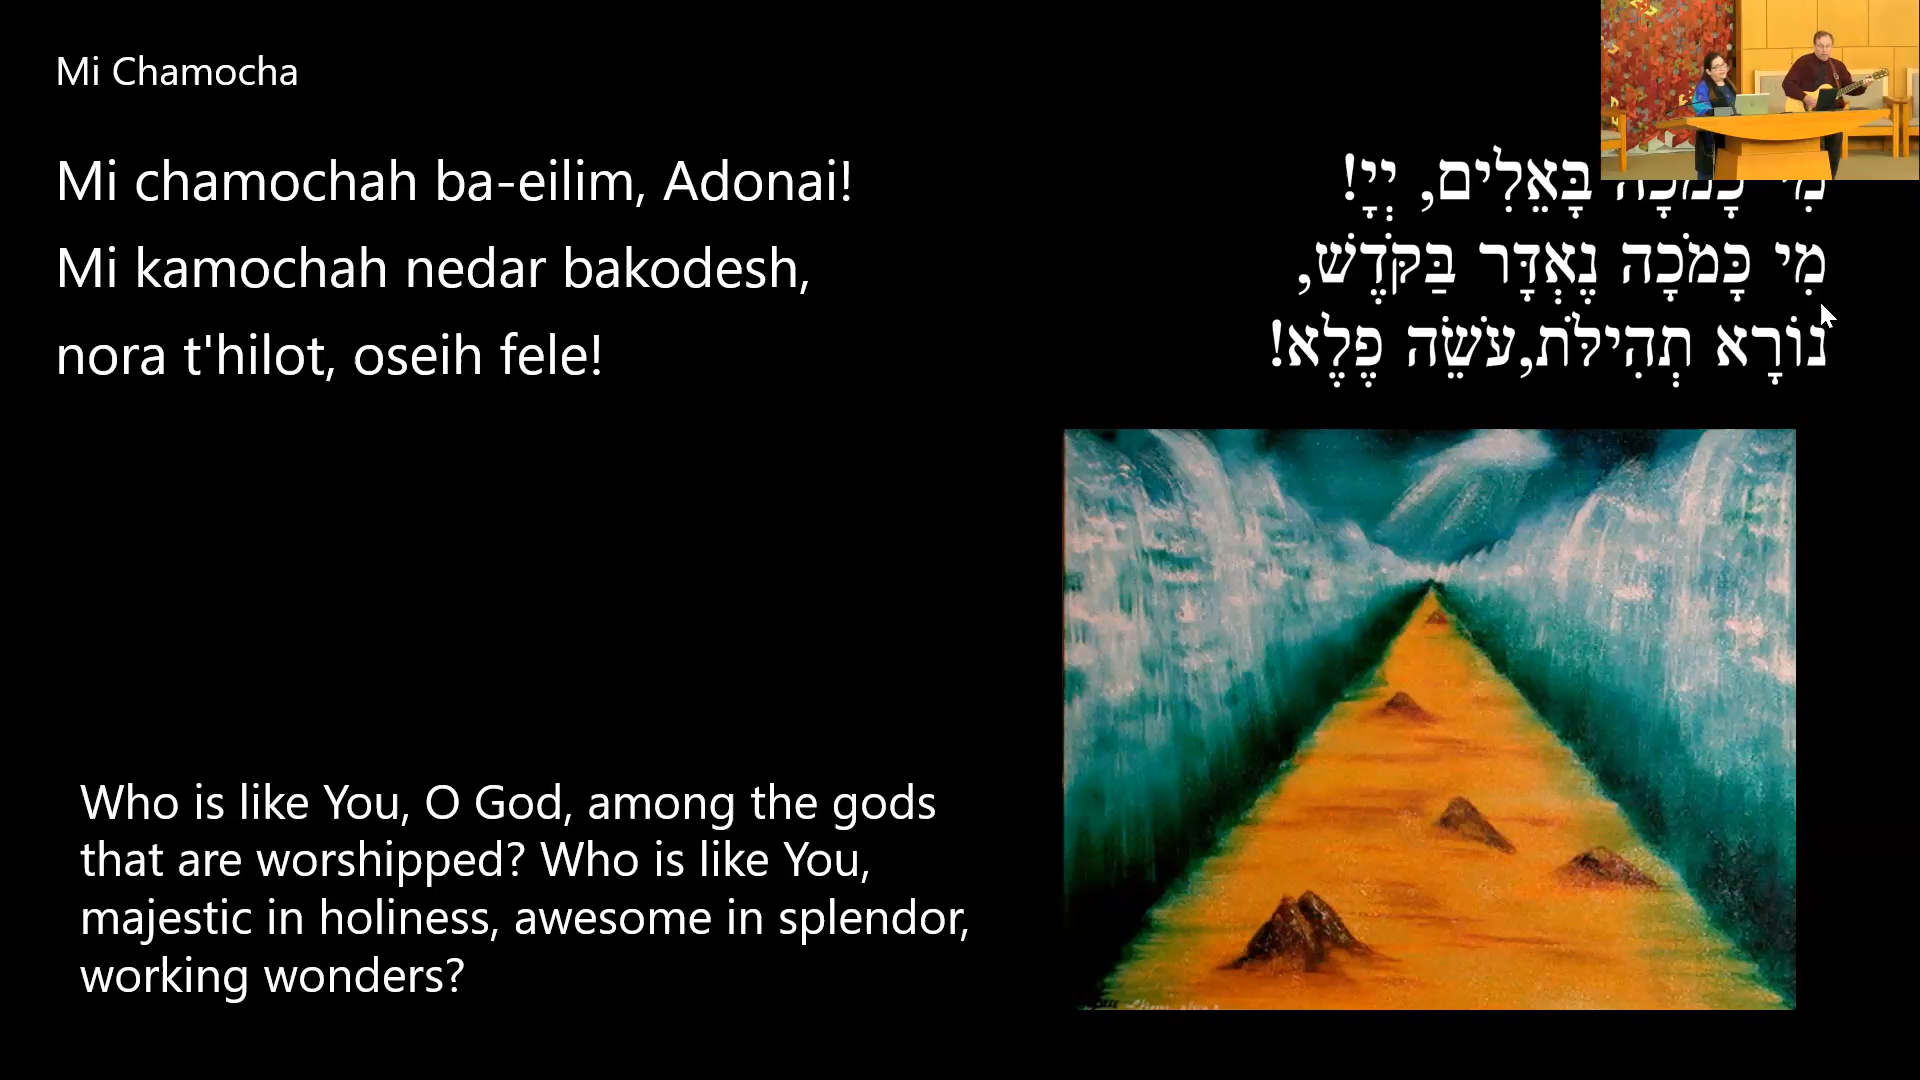 Mi Chamocha
Mi chamochah ba-eilim, Adonai!
Mi kamochah nedar bakodesh,
nora t'hilot, oseih fele!
בָּאֵלִים, יְיָ!
מִי כָּמֹכָה נֶאְדָּר בַּקֹּדֶשׁ,
נוֹרָא תְהִילֹּת,עֹשֵׂה פֶלֶא!
Who is like You, O God, among the gods
that are worshipped? Who is like You,
majestic in holiness, awesome in splendor,
working wonders?